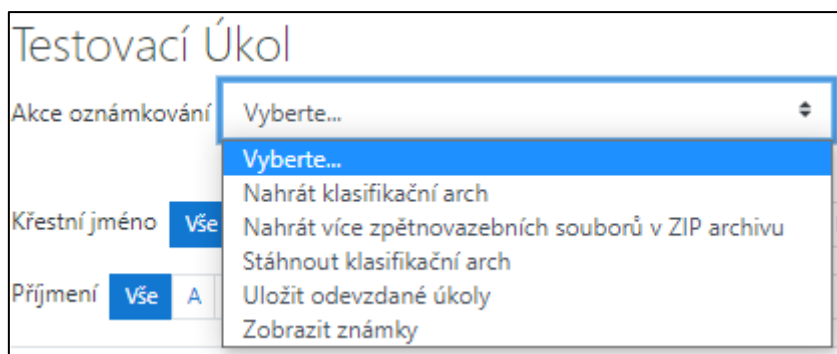 Testovací Úkol
Akce oznámkování Vyberte...
Vyberte...
Nahrát klasifikační arch
Křestní jméno Vše Nahrát více zpětnovazebních souborů v ZIP archivu
Stáhnout klasifikační arch
Příjmení Vše A Uložit odevzdané úkoly
Zobrazit známky